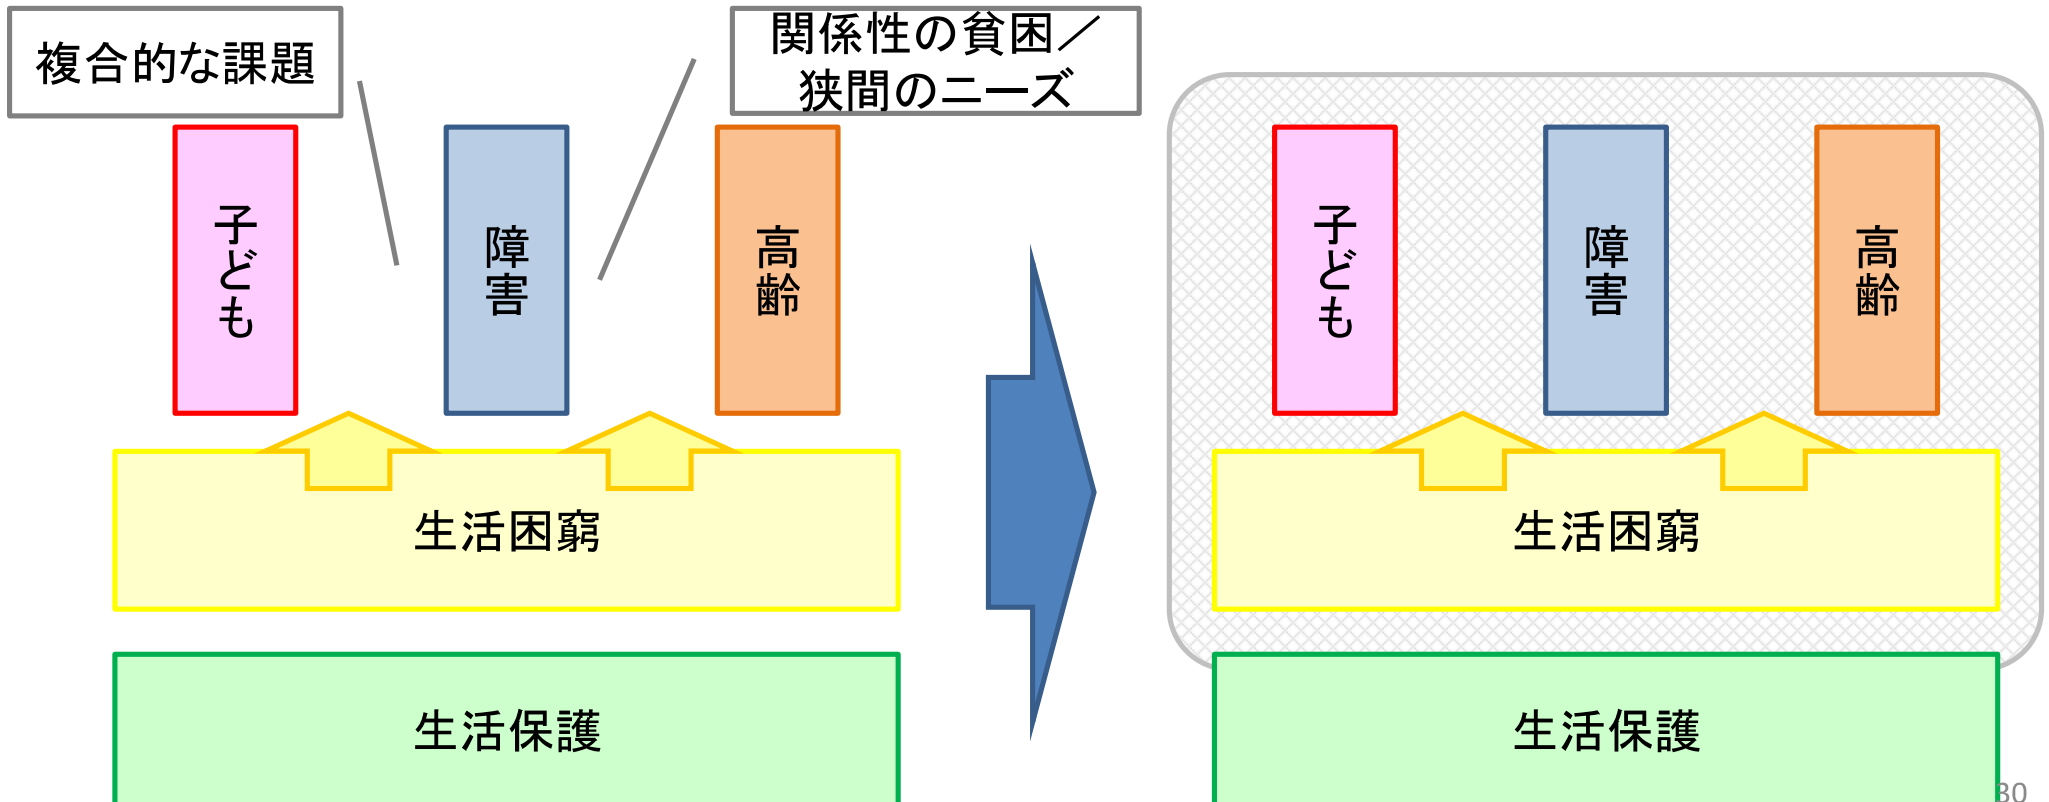 複合的な課題
関係性の貧困／
狭間のニーズ
子ども
障害
高齢
生活困窮
生活保護
子ども
障害
高齢
生活困窮
生活保護
30